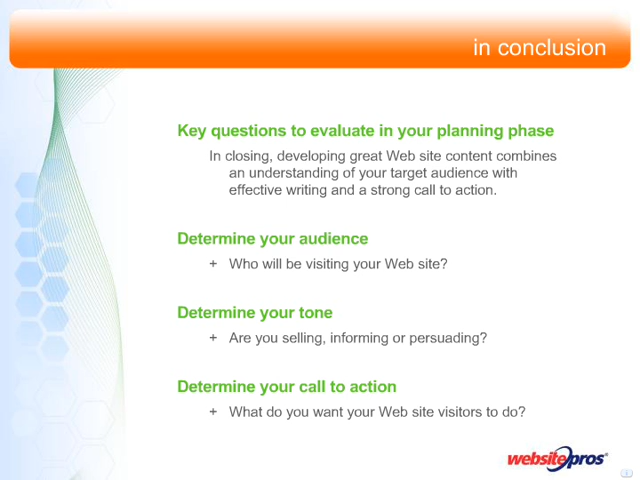 in conclusion
Key questions to evaluate in your planning phase
In closing, developing great Web site content combines
an understanding of your target audience with
effective writing and a strong call to action.
Determine your audience
+ Who will be visiting your Web site?
Determine your tone
+ Are you selling, informing or persuading?
Determine your call to action
+ What do you want your Web site visitors to do?
websitepros®